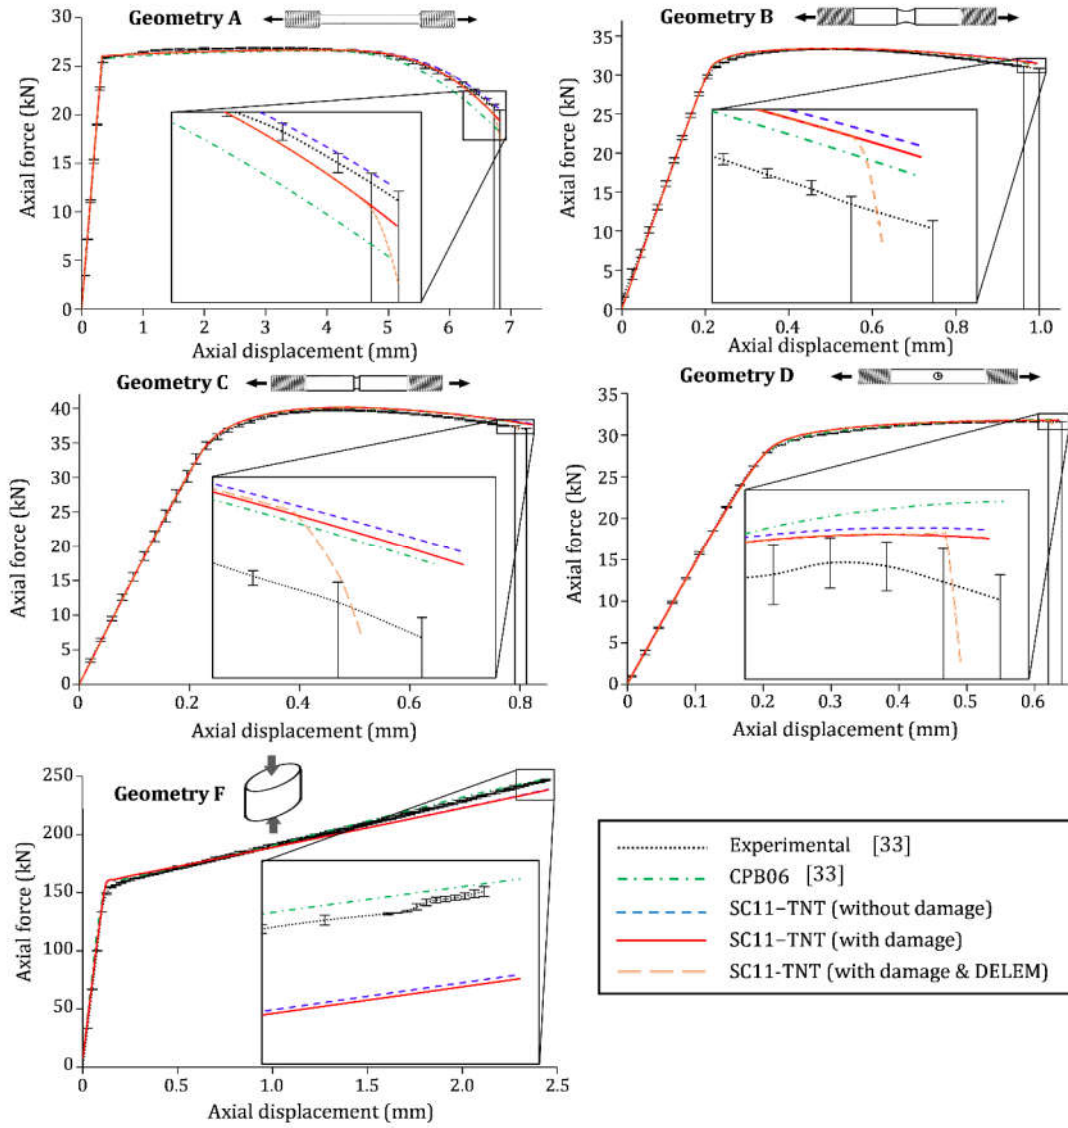 Geometry A
Axial force (kN)
30
25
20
15
10
5
0
0 1 2 3 4 5 6 7
Axial displacement (mm)
Geometry B
Axial force (kN)
35
30
25
20
15
10
5
0
0 0.2 0.4 0.6 0.8 1.0
Axial displacement (mm)
Geometry C
Axial force (kN)
40
35
30
25
20
15
10
5
0
0 0.2 0.4 0.6 0.8
Axial displacement (mm)
Geometry D
Axial force (kN)
35
30
25
20
15
10
5
0
0 0.1 0.2 0.3 0.4 0.5 0.6
Axial displacement (mm)
Geometry F
Axial force (kN)
250
200
150
100
50
0
0 0.5 1.0 1.5 2.0 2.5
Axial displacement (mm)
Experimental [33]
CPB06 [33]
SC11-TNT (without damage)
SC11-TNT (with damage)
SC11-TNT (with damage & DELEM)